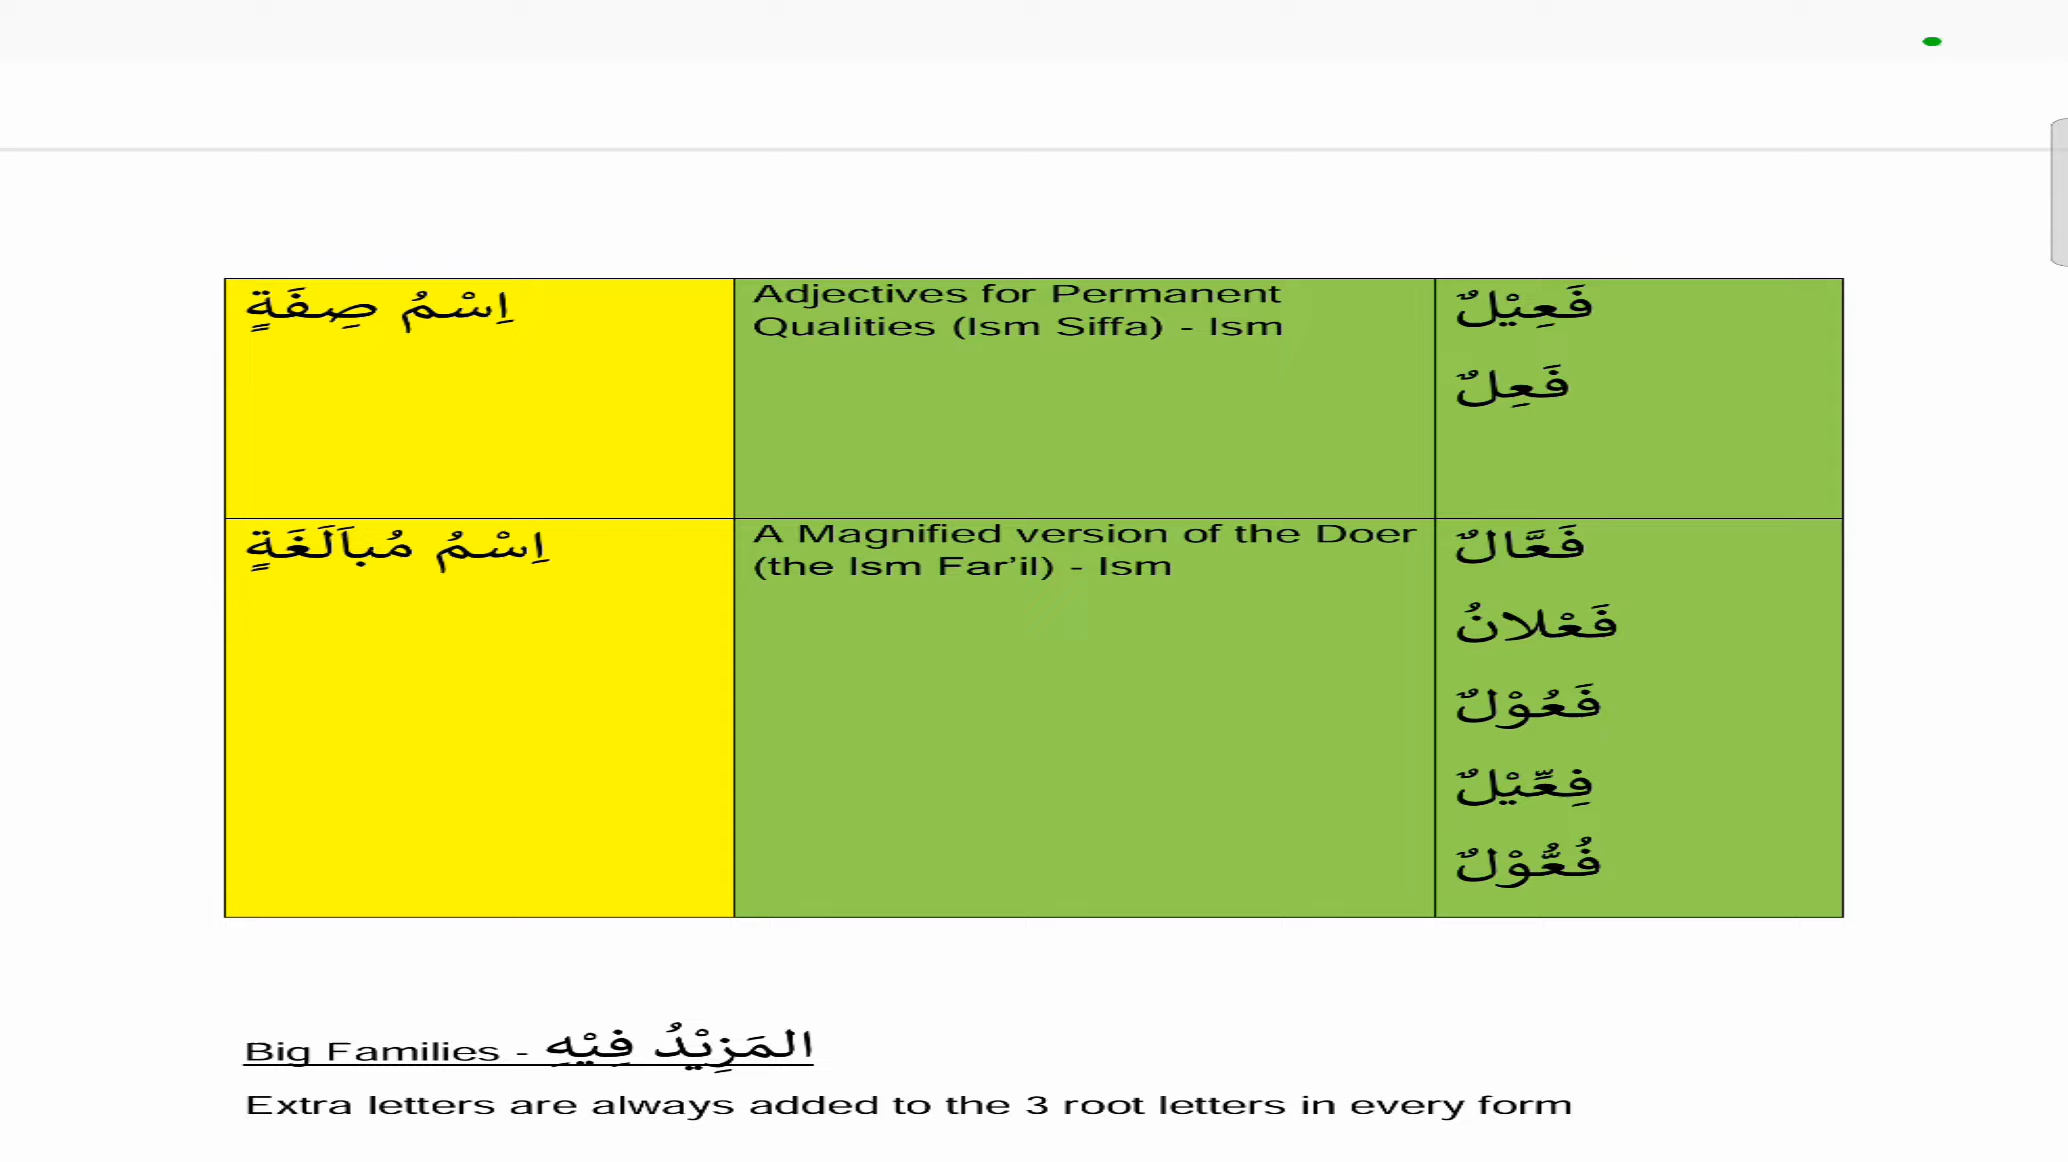 اِسْمُ صِفَةٍ
Adjectives for Permanent
Qualities (Ism Siffa) - Ism
فَعِيْلٌ
فَعِلٌ
اِسْمُ مُبآلَغَةٍ
A Magnified version of the Doer
(the Ism Far’il) - Ism
فَعَّالٌ
فَعْلانُ
فَعُوْلٌ
فِعِّيْلٌ
فُعُّوْلٌ
Big Families - المَزِيْدُ فِيْهِ
Extra letters are always added to the 3 root letters in every form